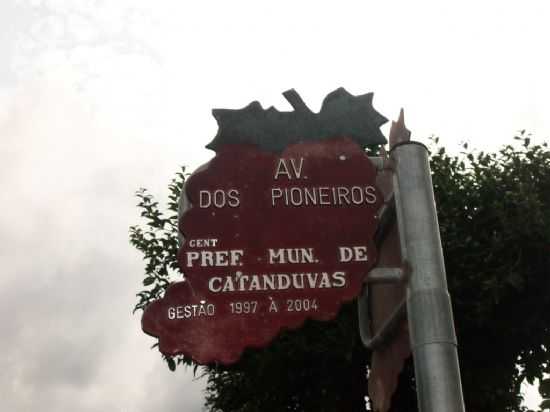 AV.
DOS PIONEIROS
CENT
PREF. MUN. DE
CATANDUVAS
GESTÃO 1997 À 2004